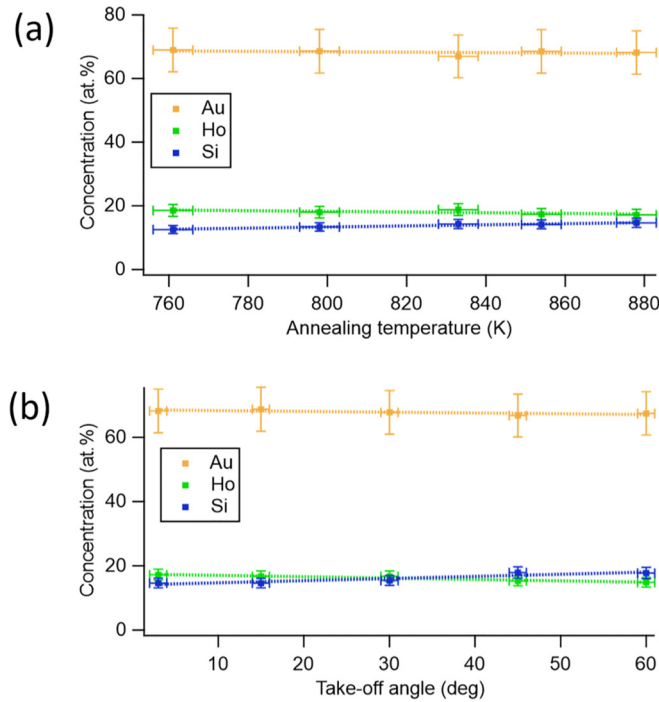 (a)
80
60
40
20
0
Concentration (at.%)
Au
Ho
Si
760 780 800 820 840 860 880
Annealing temperature (K)
(b)
60
40
20
0
Concentration (at.%)
Au
Ho
Si
10 20 30 40 50 60
Take-off angle (deg)